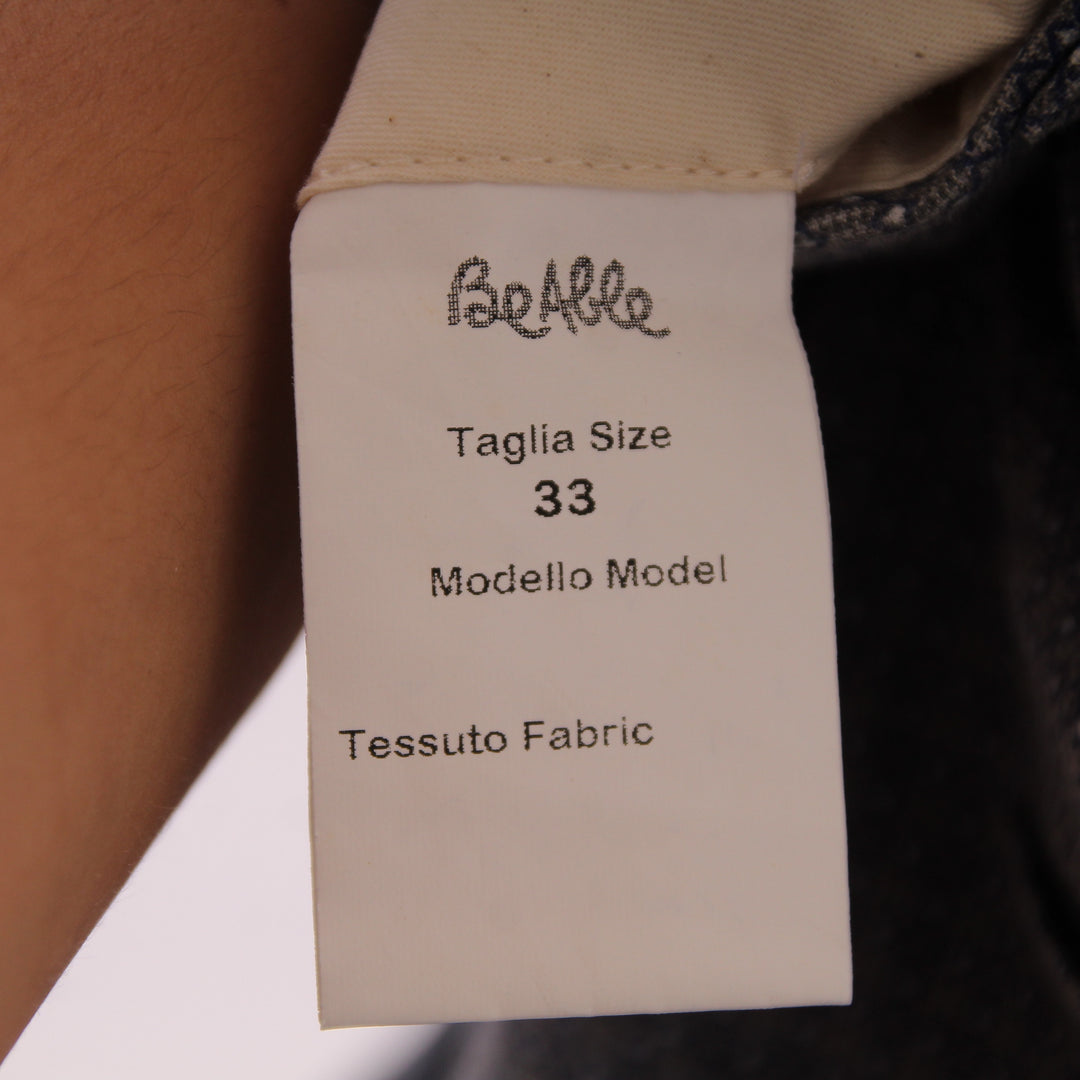 BeAble
Taglia Size
33
Modello Model
Tessuto Fabric